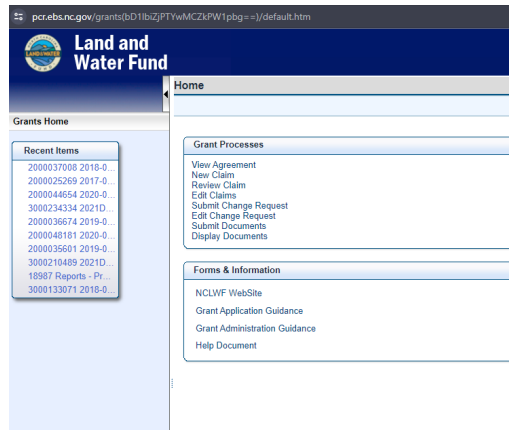 pcr.ebs.nc.gov/grants(bD1lbiZjPTYwMCZkPW1pbg==)/default.htm
LAND & WATER
FUND
Land and
Water Fund
Home
Grants Home
Recent Items
2000037008 2018-0...
2000025269 2017-0...
2000044654 2020-0...
3000234334 2021D...
2000036674 2019-0...
2000048181 2020-0...
2000035601 2019-0...
3000210489 2021D...
18987 Reports - Pr...
3000133071 2018-0...
Grant Processes
View Agreement
New Claim
Review Claim
Edit Claims
Submit Change Request
Edit Change Request
Submit Documents
Display Documents
Forms & Information
NCLWF WebSite
Grant Application Guidance
Grant Administration Guidance
Help Document